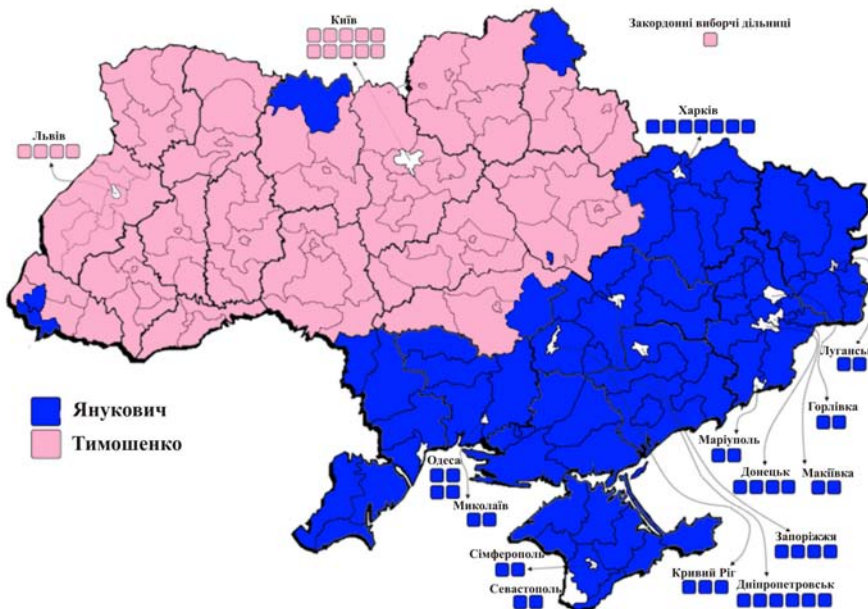 Київ
Закордонні виборчі дільниці
Львів
Харків
Янукович
Тимошенко
Маріуполь
Горлівка
Донецьк
Макіївка
Одеса
Миколаїв
Запоріжжя
Сімферополь
Севастополь
Кривий Ріг
Дніпропетровськ